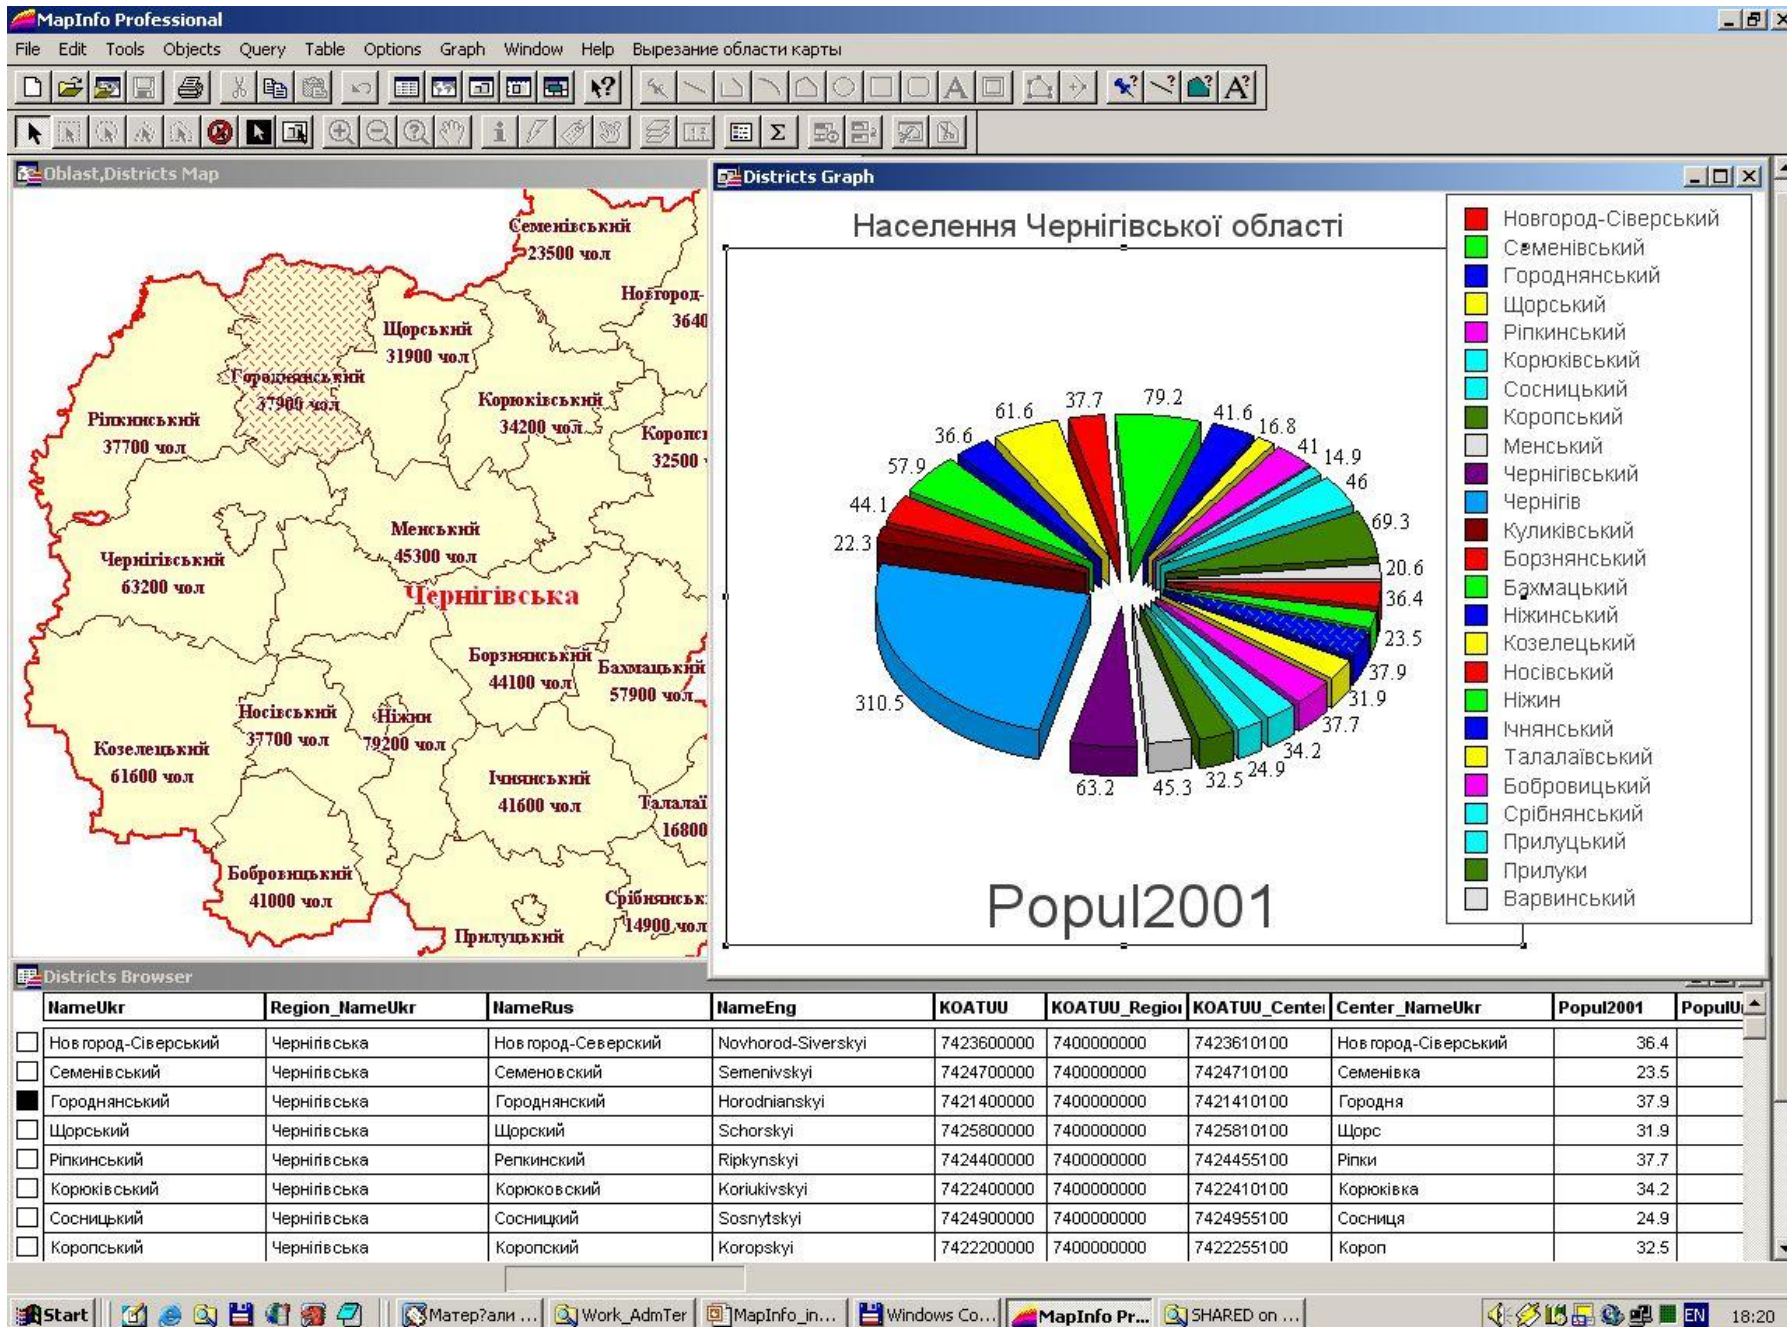 MapInfo Professional
File Edit Tools Objects Query Table Options Graph Window Help Вырезание области карты
Oblast,Districts Map
Семенівський
23500 чол
Новгород-
3640
Щорський
31900 чол
Городнянський
37900 чол
Корюківський
34200 чол
Ріпкинський
37700 чол
32500
Менський
45300 чол
Чернігівський
63200 чол
Чернігівська
Борзнянський
44100 чол
Бахмацький
57900 чол
Носівський
37700 чол
Ніжин
79200 чол
Козелецький
61600 чол
Ічнянський
41600 чол
Талалаї
16800
Бобровицький
41000 чол
Срібнянськ
14900 чол
Прилуцький
Districts Graph
Населення Чернігівської області
37.7
79.2
61.6
41.6
16.8
36.6
41
57.9
14.9
44.1
46
22.3
69.3
20.6
36.4
23.5
37.9
31.9
310.5
37.7
34.2
24.9
32.5
45.3
63.2
Popul2001
Новгород-Сіверський
Семенівський
Городнянський
Щорський
Ріпкинський
Корюківський
Сосницький
Коропський
Менський
Чернігівський
Чернігів
Куликівський
Борзнянський
Бахмацький
Ніжинський
Козелецький
Носівський
Ніжин
Ічнянський
Талалаївський
Бобровицький
Срібнянський
Прилуцький
Прилуки
Варвинський
Districts Browser
NameUkr Region_NameUkr NameRus NameEng KOATUU KOATUU_Region KOATUU_Center Center_NameUkr Popul2001 PopulU
Новгород-Сіверський Чернігівська Новгород-Северский Novhorod-Siverskyi 7423600000 7400000000 7423610100 Новгород-Сіверський 36.4
Семенівський Чернігівська Семеновский Semenivskyi 7424700000 7400000000 7424710100 Семенівка 23.5
Городнянський Чернігівська Городнянский Horodnianskyi 7421400000 7400000000 7421410100 Городня 37.9
Щорський Чернігівська Щорский Schorskyi 7425800000 7400000000 7425810100 Щорс 31.9
Ріпкинський Чернігівська Репкинский Ripkynskyi 7424400000 7400000000 7424455100 Ріпки 37.7
Корюківський Чернігівська Корюковский Koriukivskyi 7422400000 7400000000 7422410100 Корюківка 34.2
Сосницький Чернігівська Сосницкий Sosnytskyi 7424900000 7400000000 7424955100 Сосниця 24.9
Коропський Чернігівська Коропский Koropskyi 7422200000 7400000000 7422255100 Короп 32.5
Start Матер?али ... Work_AdmTer MapInfo_in... Windows Co... MapInfo Pr... SHARED on ... EN 18:20